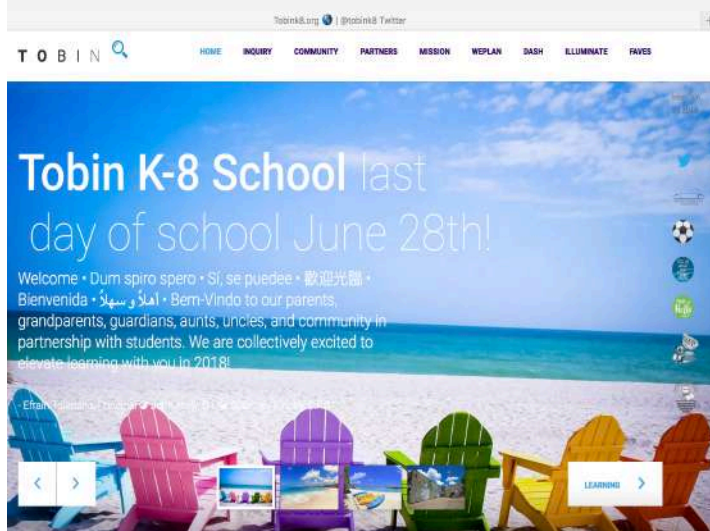 Tobink8.org | @tobink8 Twitter
TOBIN
HOME INQUIRY COMMUNITY PARTNERS MISSION WEPLAN DASH ILLUMINATE FAVES
Tobin K-8 School last
day of school June 28th!
Welcome • Dum spiro spero • Sí, se puedee • 歡迎光臨 •
Bienvenida • أهلاً و سهلاً • Bem-Vindo to our parents,
grandparents, guardians, aunts, uncles, and community in
partnership with students. We are collectively excited to
elevate learning with you in 2018!
- Efrain
LEARNING